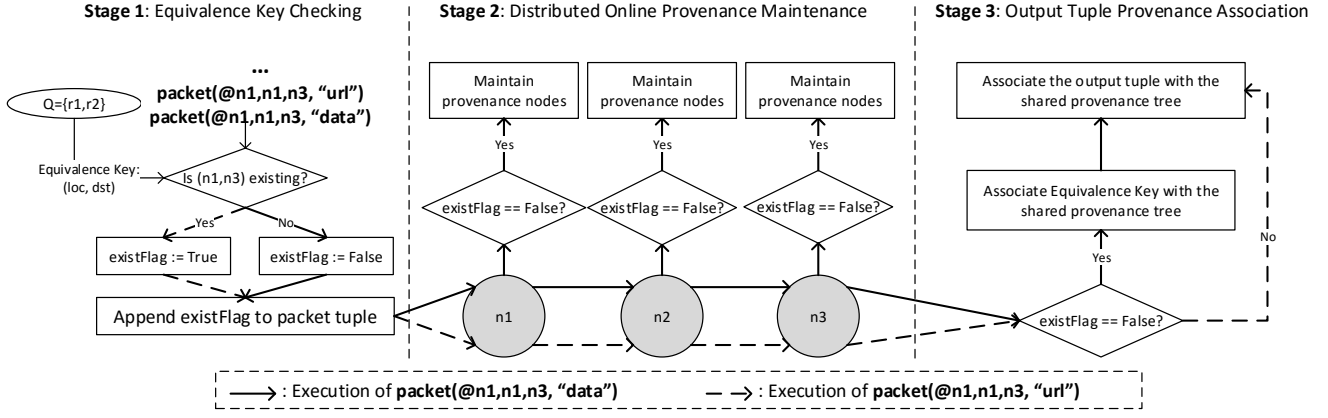 Stage 1: Equivalence Key Checking
Stage 2: Distributed Online Provenance Maintenance
Stage 3: Output Tuple Provenance Association
...
packet(@n1,n1,n3, “url”)
packet(@n1,n1,n3, “data”)
Q={r1,r2}
Equivalence Key:
(loc, dst)
Is (n1,n3) existing?
Yes
No
existFlag := True
existFlag := False
Append existFlag to packet tuple
Maintain
provenance nodes
Maintain
provenance nodes
Maintain
provenance nodes
Yes
Yes
Yes
existFlag == False?
existFlag == False?
existFlag == False?
n1
n2
n3
Associate the output tuple with the
shared provenance tree
Associate Equivalence Key with the
shared provenance tree
Yes
No
existFlag == False?
: Execution of packet(@n1,n1,n3, “data”)
: Execution of packet(@n1,n1,n3, “url”)